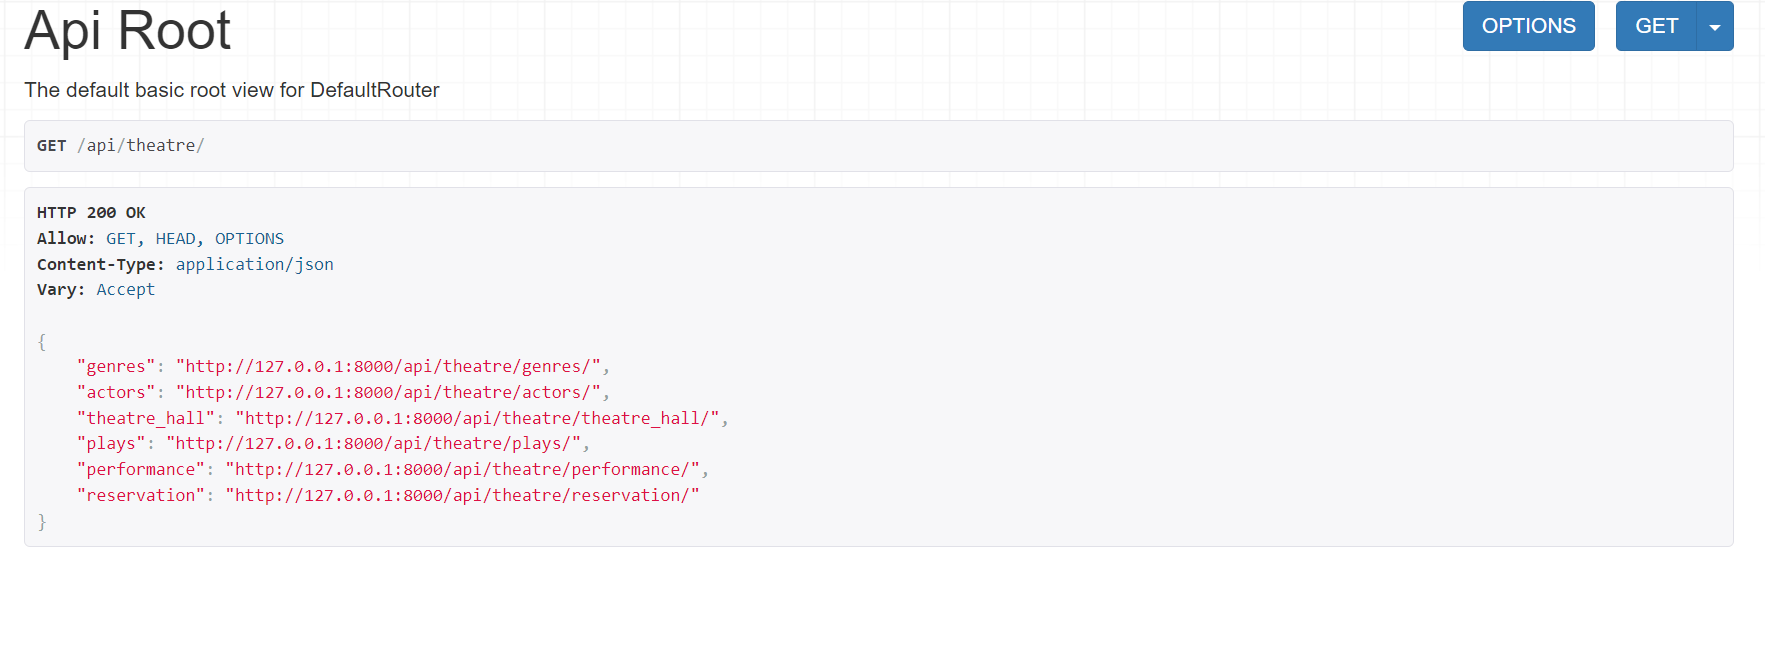 Api Root
OPTIONS
GET
The default basic root view for DefaultRouter
GET /api/theatre/
HTTP 200 OK
Allow: GET, HEAD, OPTIONS
Content-Type: application/json
Vary: Accept
{
    "genres": "http://127.0.0.1:8000/api/theatre/genres/",
    "actors": "http://127.0.0.1:8000/api/theatre/actors/",
    "theatre_hall": "http://127.0.0.1:8000/api/theatre/theatre_hall/",
    "plays": "http://127.0.0.1:8000/api/theatre/plays/",
    "performance": "http://127.0.0.1:8000/api/theatre/performance/",
    "reservation": "http://127.0.0.1:8000/api/theatre/reservation/"
}